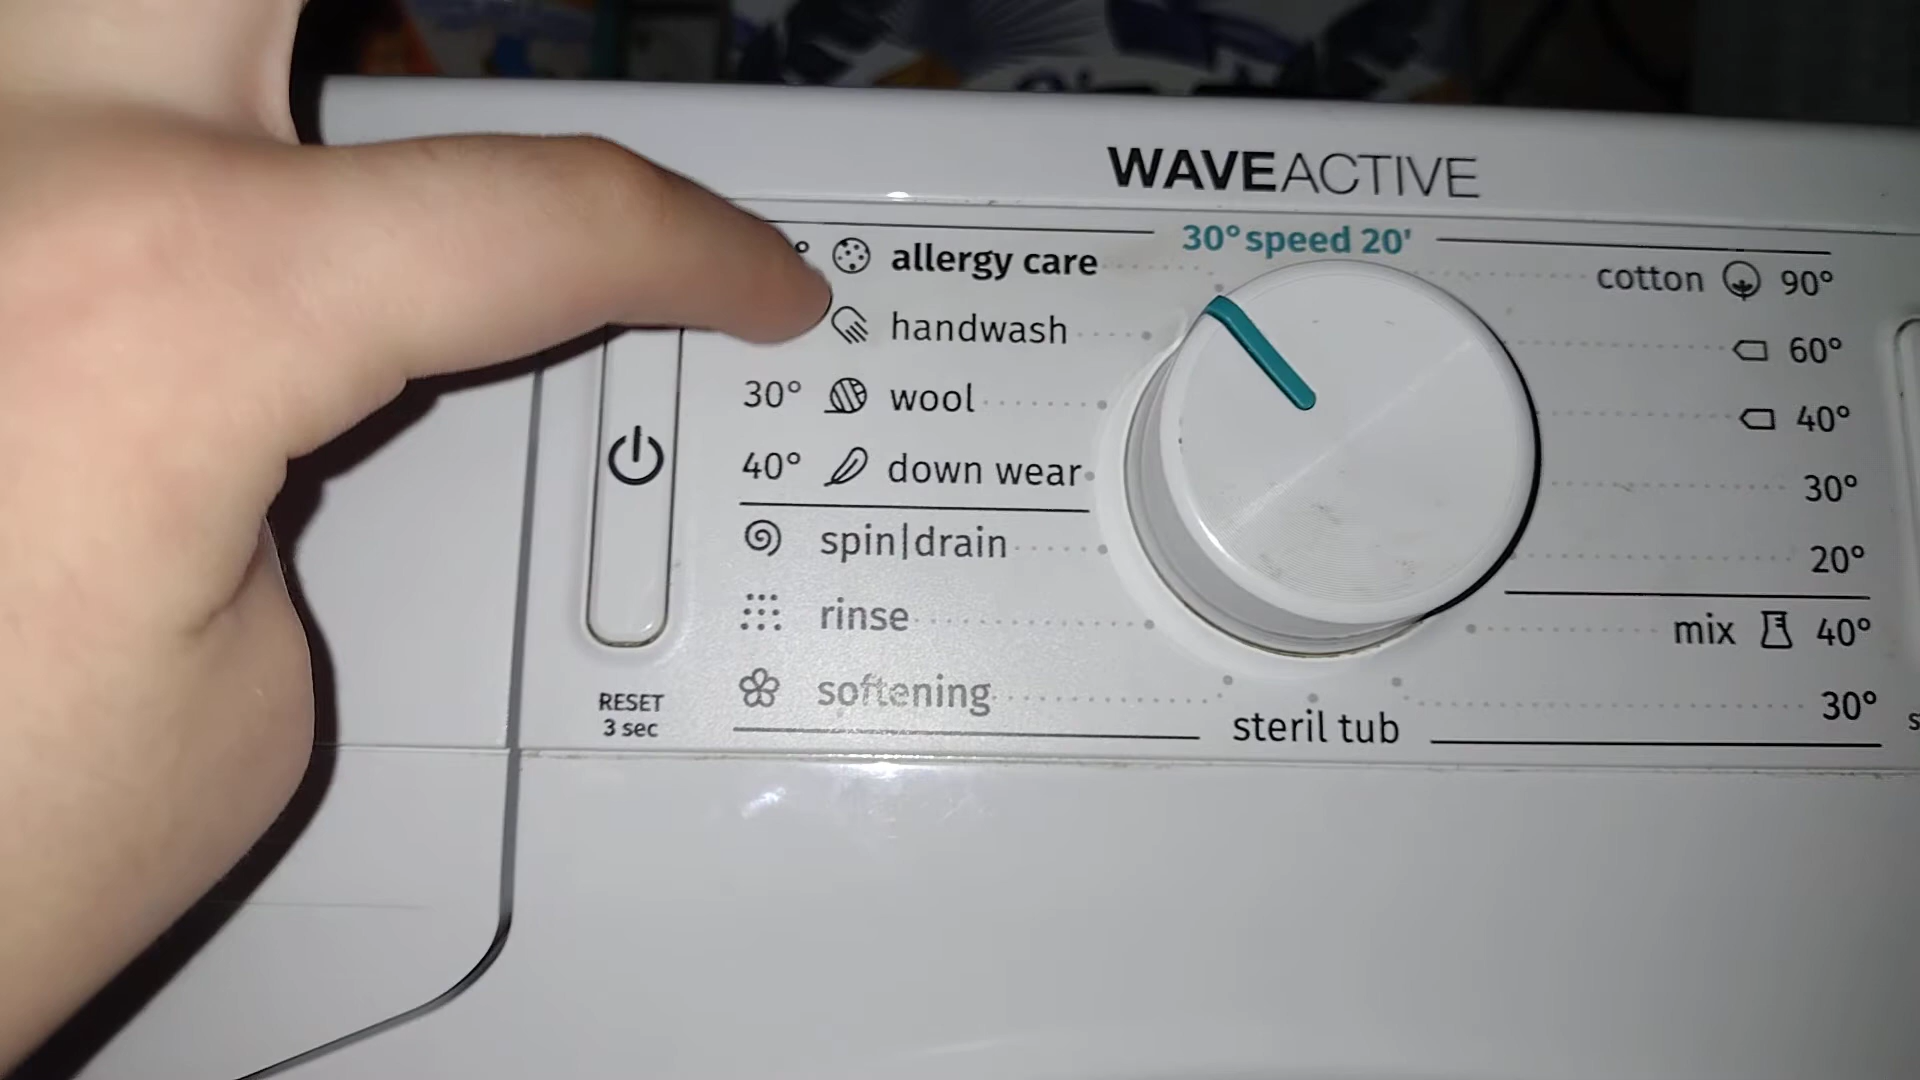 WAVEACTIVE
30° speed 20'
° allergy care
handwash
30° wool
40° down wear
spin|drain
rinse
softening
steril tub
cotton 90°
60°
40°
30°
20°
mix 40°
30°
RESET
3 sec